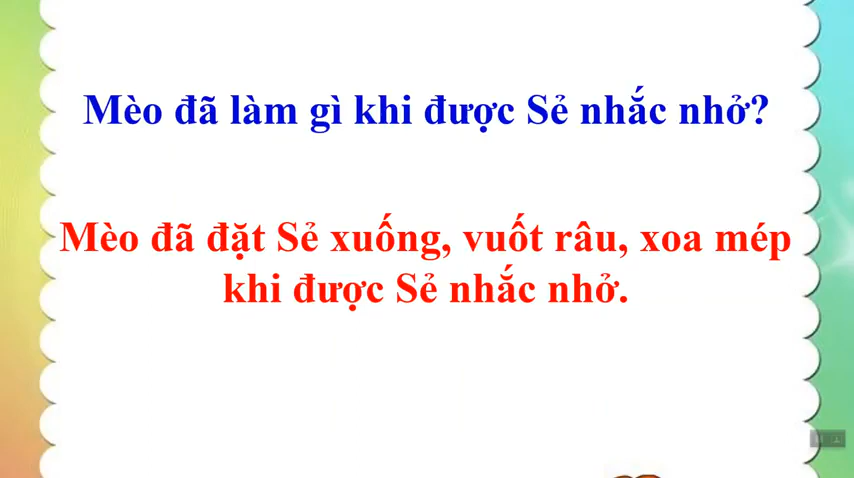 Mèo đã làm gì khi được Sẻ nhắc nhở?
Mèo đã đặt Sẻ xuống, vuốt râu, xoa mép
khi được Sẻ nhắc nhở.